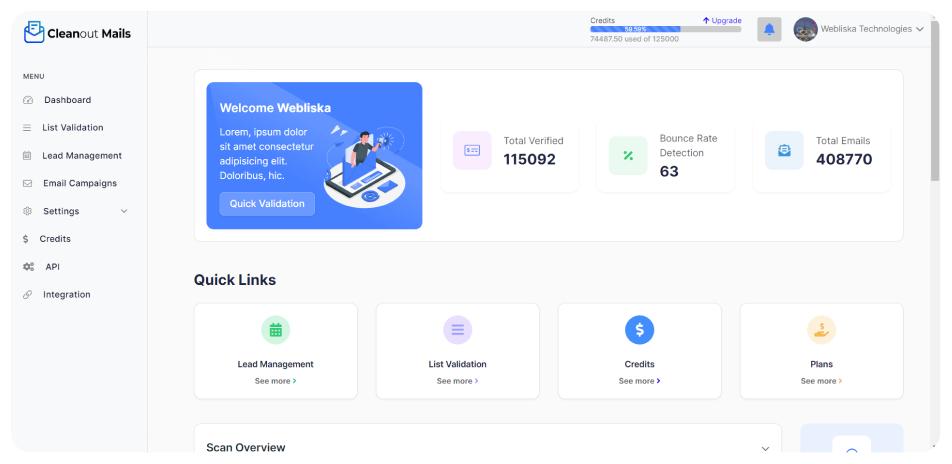 Cleanout Mails
Credits
Upgrade
59.59%
74487.50 used of 125000
Webliska Technologies
MENU
Dashboard
List Validation
Lead Management
Email Campaigns
Settings
Credits
API
Integration
Welcome Webliska
Lorem, ipsum dolor
sit amet consectetur
adipisicing elit.
Doloribus, hic.
Quick Validation
Total Verified
115092
Bounce Rate
Detection
63
Total Emails
408770
Quick Links
Lead Management
See more
List Validation
See more
Credits
See more
Plans
See more
Scan Overview